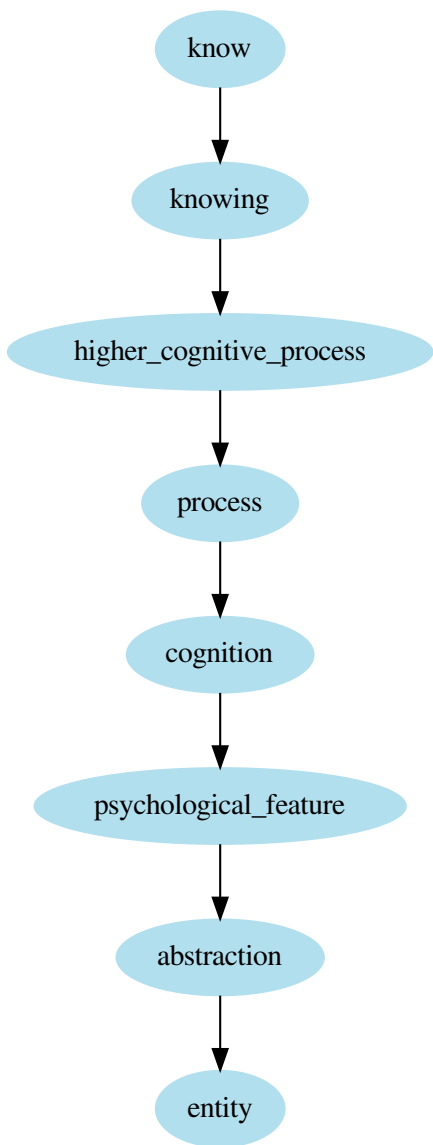 know
knowing
higher_cognitive_process
process
cognition
psychological_feature
abstraction
entity